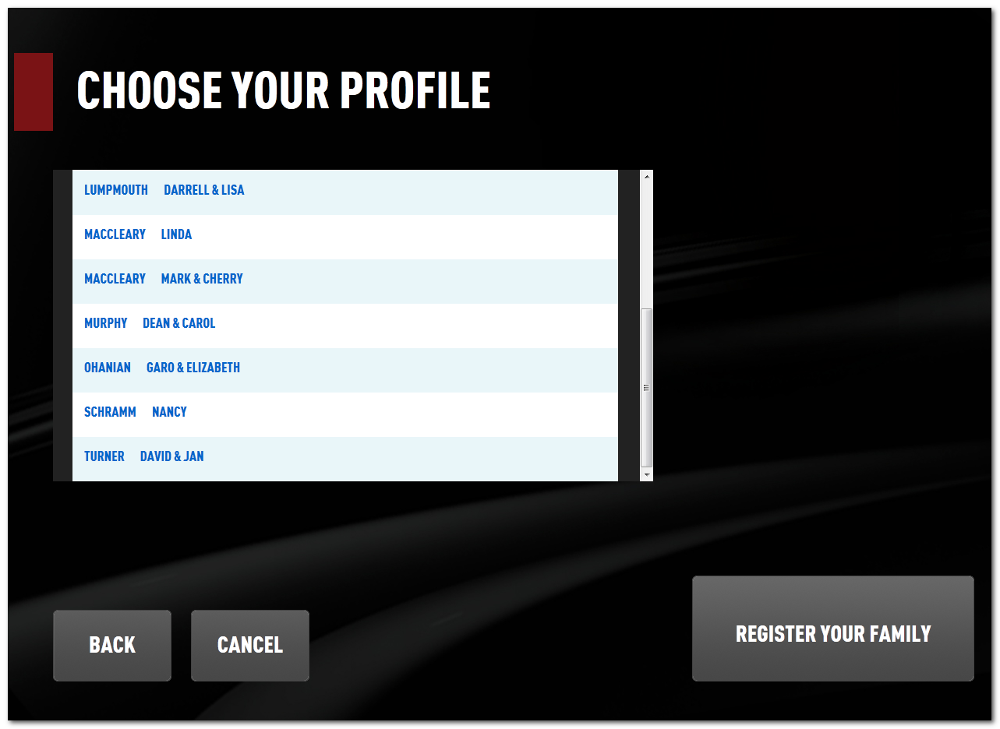 CHOOSE YOUR PROFILE
LUMPMOUTH DARRELL & LISA
MACCLEARY LINDA
MACCLEARY MARK & CHERRY
MURPHY DEAN & CAROL
OHANIAN GARO & ELIZABETH
SCHRAMM NANCY
TURNER DAVID & JAN
BACK CANCEL REGISTER YOUR FAMILY